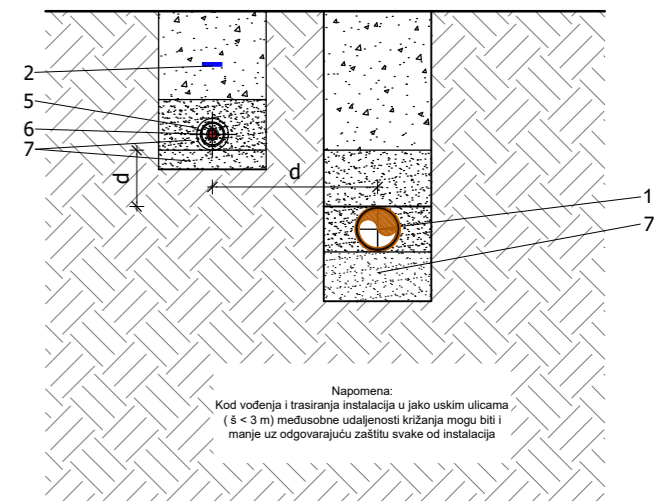 2
5
6
7
d
d
1
7
Napomena:
Kod vođenja i trasiranja instalacija u jako uskim ulicama
( š < 3 m) međusobne udaljenosti križanja mogu biti i
manje uz odgovarajuću zaštitu svake od instalacija